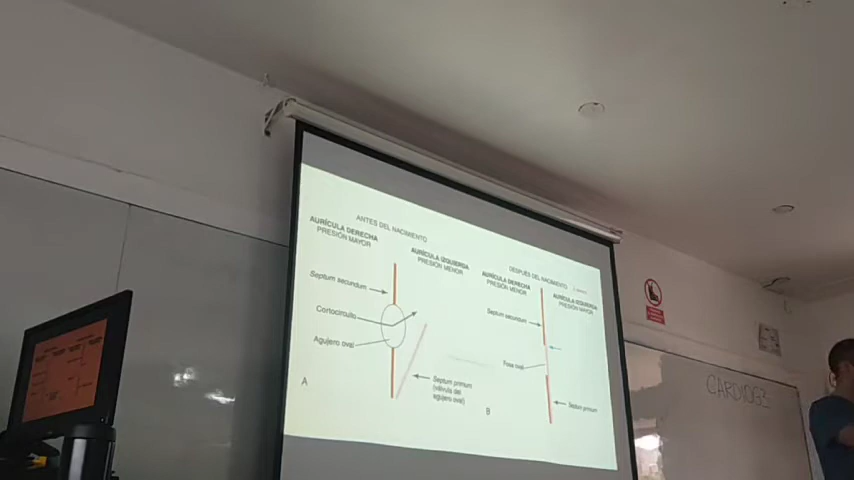 ANTES DEL NACIMIENTO
AURÍCULA DERECHA
PRESIÓN MAYOR
AURÍCULA IZQUIERDA
PRESIÓN MENOR
Septum secundum
Cortocircuito
Agujero oval
Septum primum
(válvula del
agujero oval)
A
DESPUÉS DEL NACIMIENTO
AURÍCULA DERECHA
PRESIÓN MENOR
AURÍCULA IZQUIERDA
PRESIÓN MAYOR
Septum secundum
Fosa oval
Septum primum
B